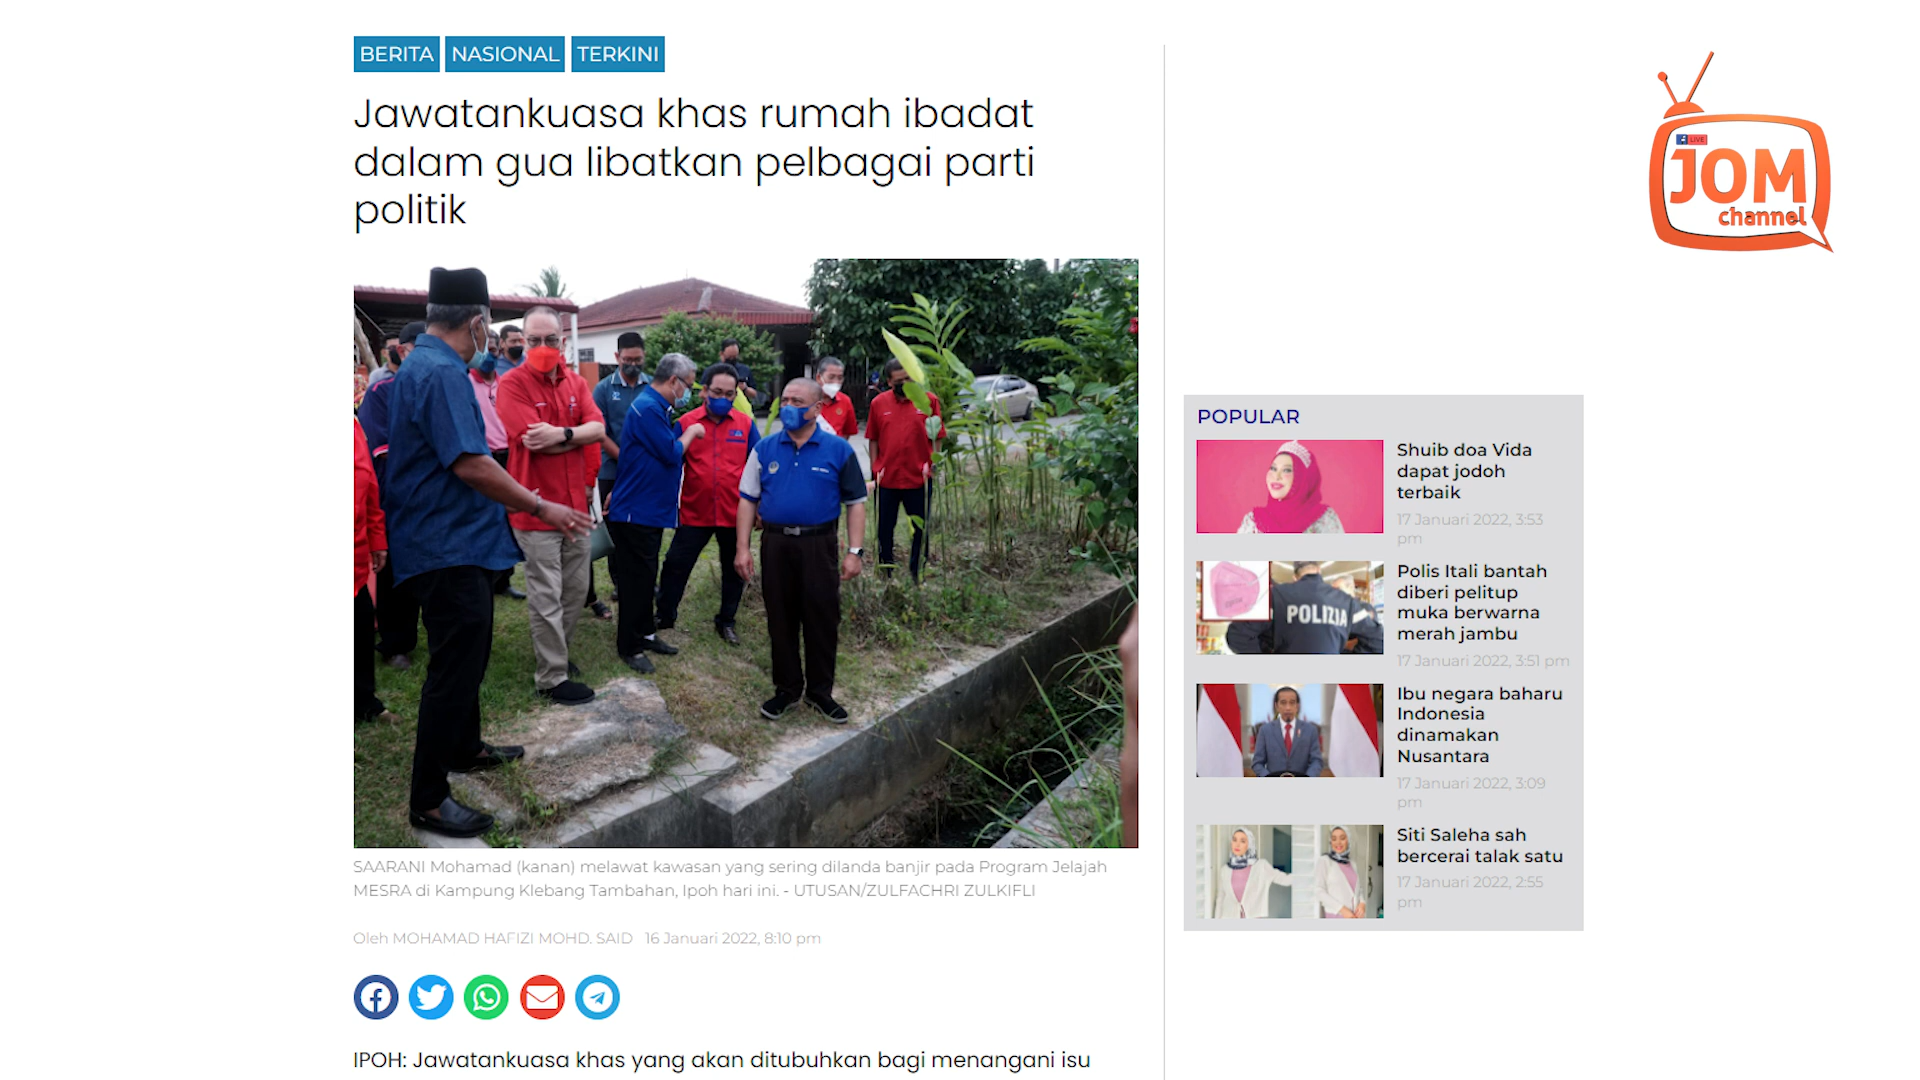 BERITA NASIONAL TERKINI
Jawatankuasa khas rumah ibadat
dalam gua libatkan pelbagai parti
politik
SAARANI Mohamad (kanan) melawat kawasan yang sering dilanda banjir pada Program Jelajah
MESRA di Kampung Klebang Tambahan, Ipoh hari ini. - UTUSAN/ZULFACHRI ZULKIFLI
Oleh MOHAMAD HAFIZI MOHD. SAID 16 Januari 2022, 8:10 pm
IPOH: Jawatankuasa khas yang akan ditubuhkan bagi menangani isu
LIVE
JOM
channel
POPULAR
Shuib doa Vida
dapat jodoh
terbaik
17 Januari 2022, 3:53
pm
POLIZIA
Polis Itali bantah
diberi pelitup
muka berwarna
merah jambu
17 Januari 2022, 3:51 pm
Ibu negara baharu
Indonesia
dinamakan
Nusantara
17 Januari 2022, 3:09
pm
Siti Saleha sah
bercerai talak satu
17 Januari 2022, 2:55
pm